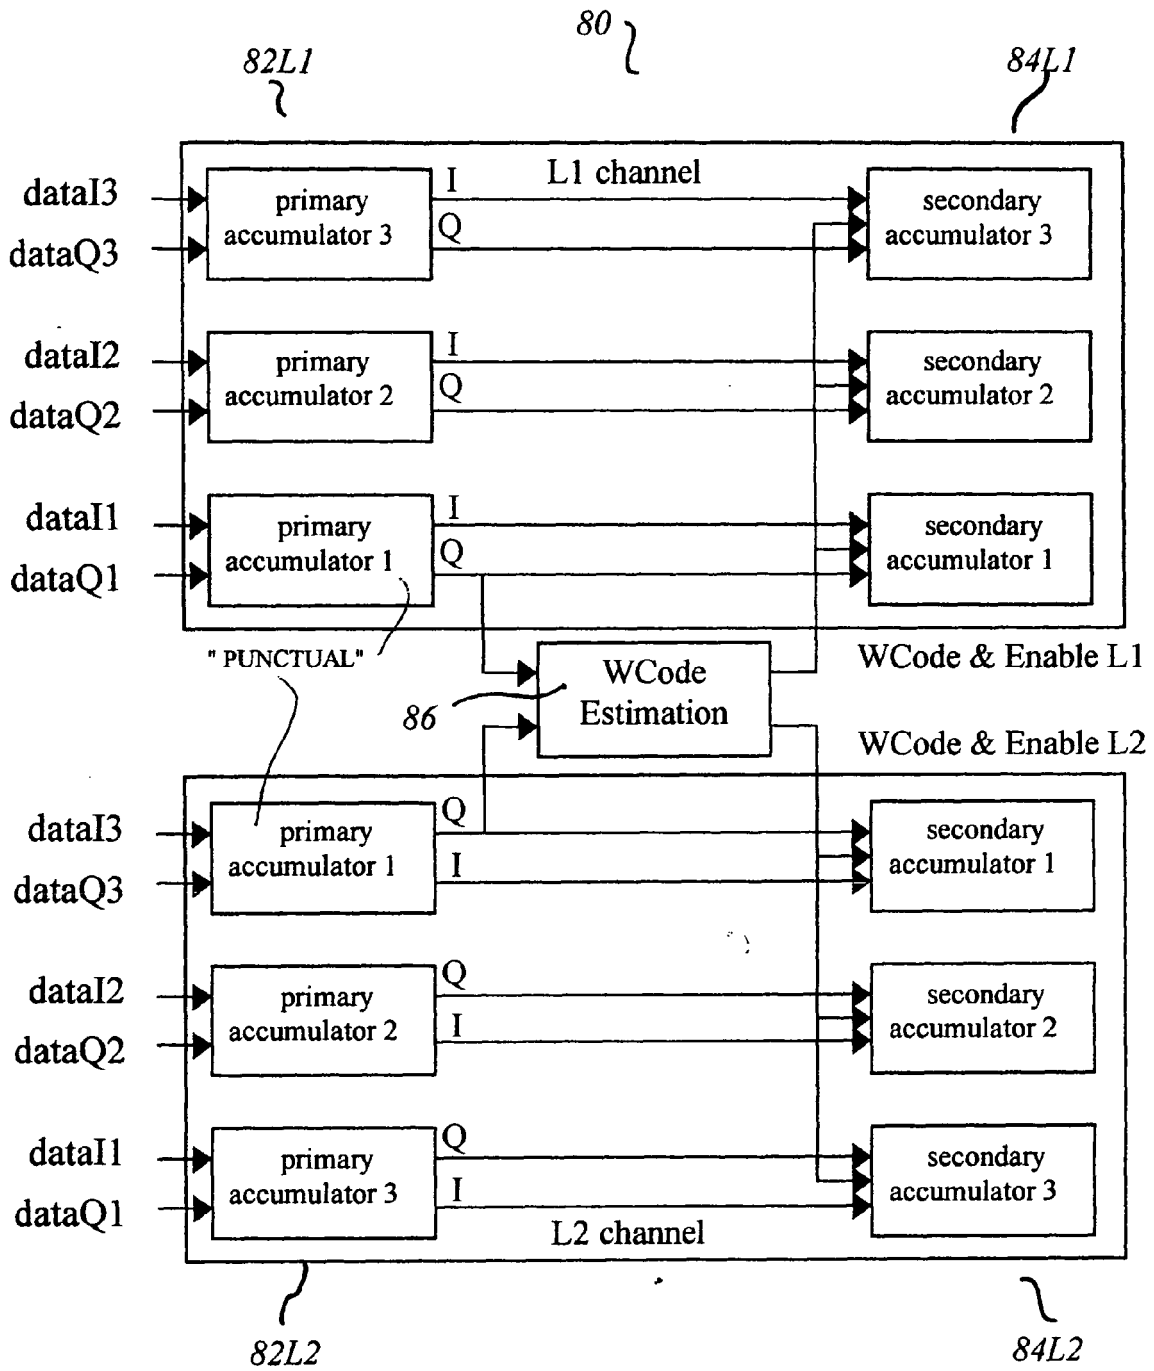 80
82L1
84L1
L1 channel
dataI3
dataQ3
primary
accumulator 3
I
Q
secondary
accumulator 3
dataI2
dataQ2
primary
accumulator 2
I
Q
secondary
accumulator 2
dataI1
dataQ1
primary
accumulator 1
I
Q
secondary
accumulator 1
" PUNCTUAL"
WCode
Estimation
86
WCode & Enable L1
WCode & Enable L2
dataI3
dataQ3
primary
accumulator 1
Q
I
secondary
accumulator 1
dataI2
dataQ2
primary
accumulator 2
Q
I
secondary
accumulator 2
dataI1
dataQ1
primary
accumulator 3
Q
I
secondary
accumulator 3
L2 channel
82L2
84L2